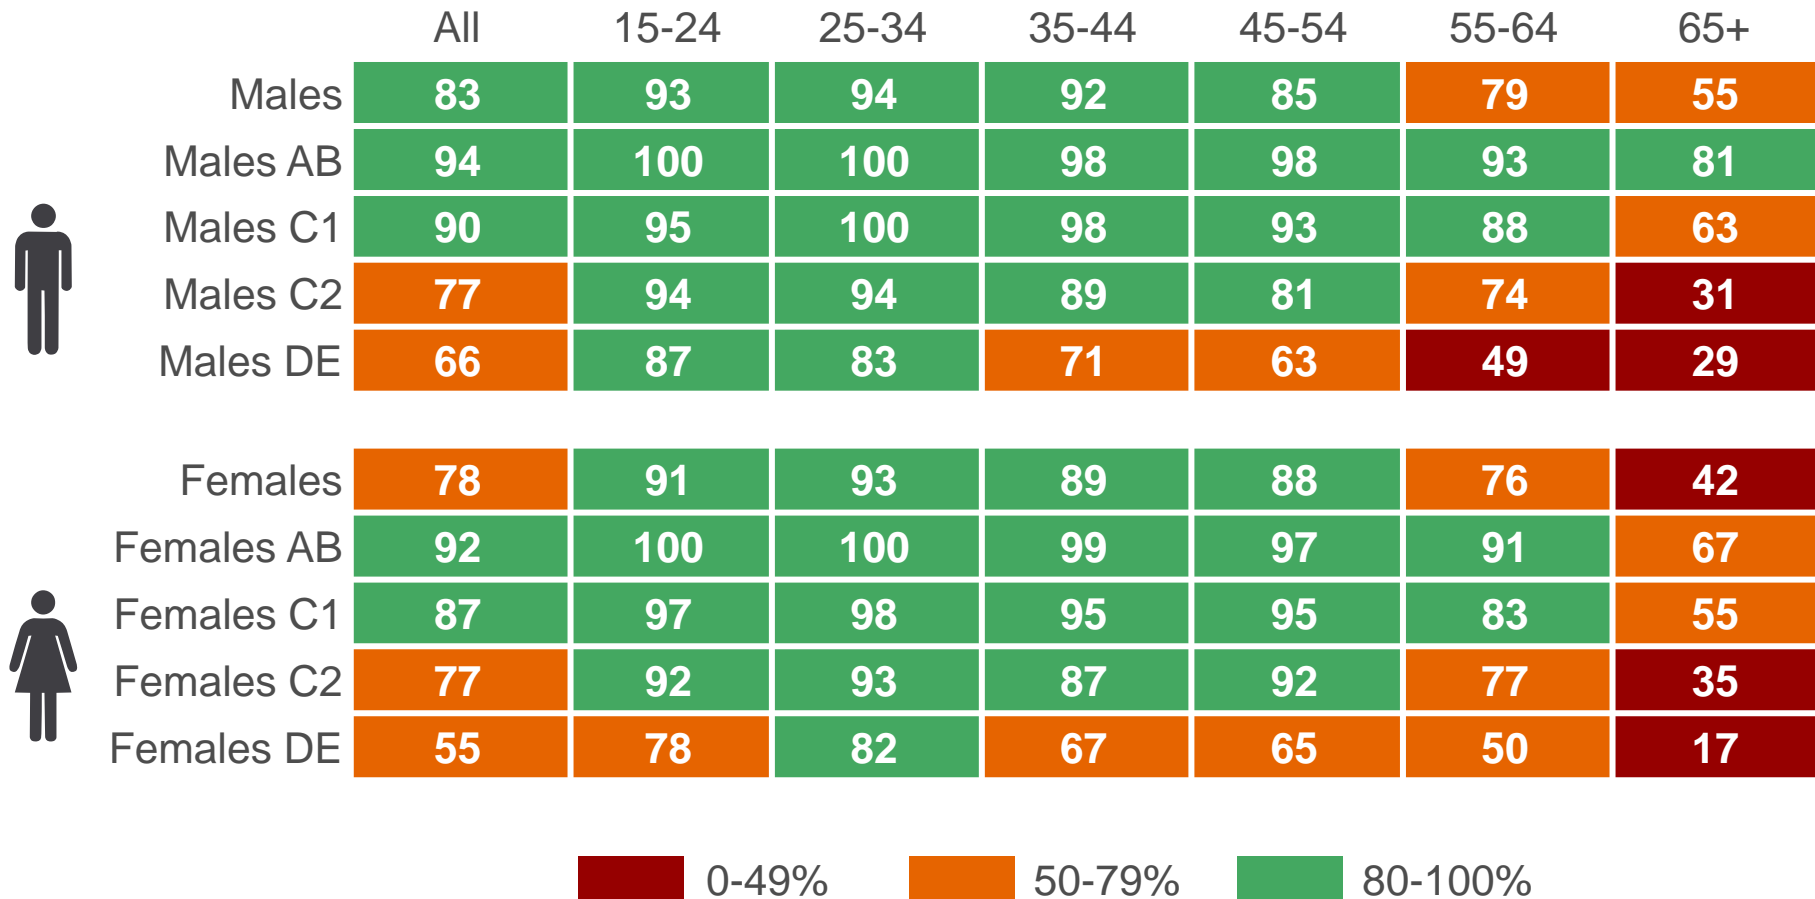 All 15-24 25-34 35-44 45-54 55-64 65+
Males 83 93 94 92 85 79 55
Males AB 94 100 100 98 98 93 81
Males C1 90 95 100 98 93 88 63
Males C2 77 94 94 89 81 74 31
Males DE 66 87 83 71 63 49 29
Females 78 91 93 89 88 76 42
Females AB 92 100 100 99 97 91 67
Females C1 87 97 98 95 95 83 55
Females C2 77 92 93 87 92 77 35
Females DE 55 78 82 67 65 50 17
0-49% 50-79% 80-100%